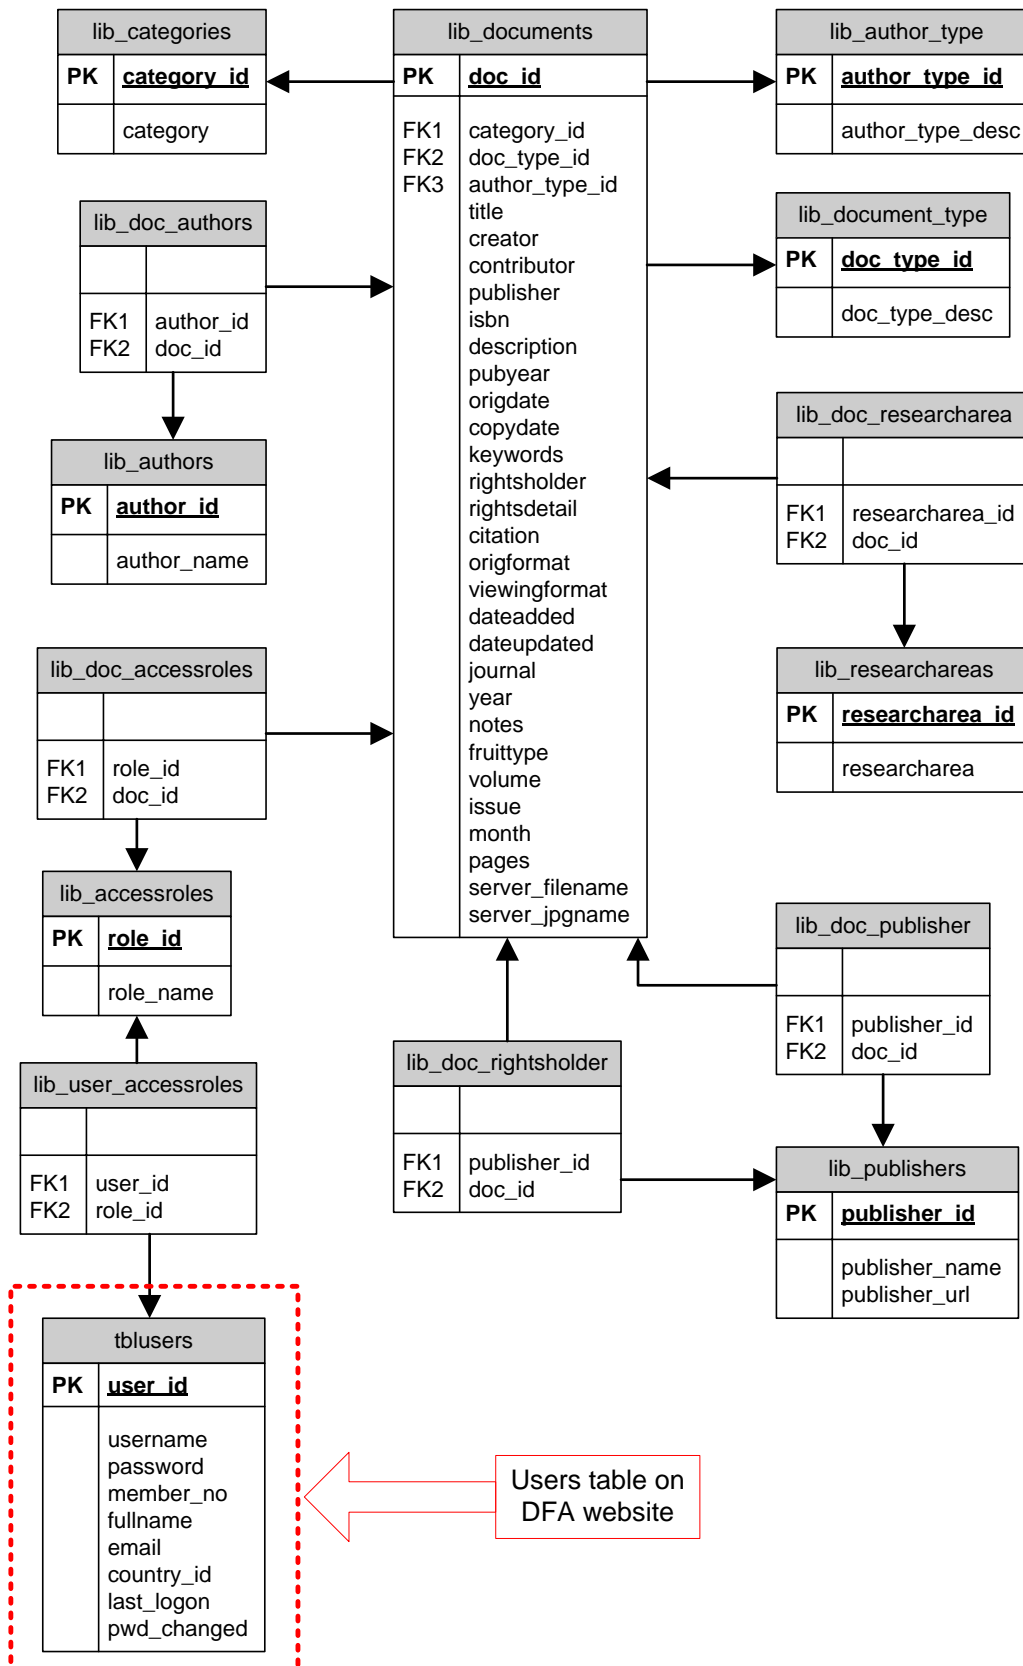 lib_categories
PK category_id
category
lib_documents
PK doc_id
FK1 category_id
FK2 doc_type_id
FK3 author_type_id
title
creator
contributor
publisher
isbn
description
pubyear
origdate
copydate
keywords
rightsholder
rightsdetail
citation
origformat
viewingformat
dateadded
dateupdated
journal
year
notes
fruittype
volume
issue
month
pages
server_filename
server_jpgname
lib_author_type
PK author_type_id
author_type_desc
lib_document_type
PK doc_type_id
doc_type_desc
lib_doc_authors
FK1 author_id
FK2 doc_id
lib_authors
PK author_id
author_name
lib_doc_researcharea
FK1 researcharea_id
FK2 doc_id
lib_researchareas
PK researcharea_id
researcharea
lib_doc_accessroles
FK1 role_id
FK2 doc_id
lib_accessroles
PK role_id
role_name
lib_user_accessroles
FK1 user_id
FK2 role_id
lib_doc_rightsholder
FK1 publisher_id
FK2 doc_id
lib_doc_publisher
FK1 publisher_id
FK2 doc_id
lib_publishers
PK publisher_id
publisher_name
publisher_url
tblusers
PK user_id
username
password
member_no
fullname
email
country_id
last_logon
pwd_changed
Users table on
DFA website